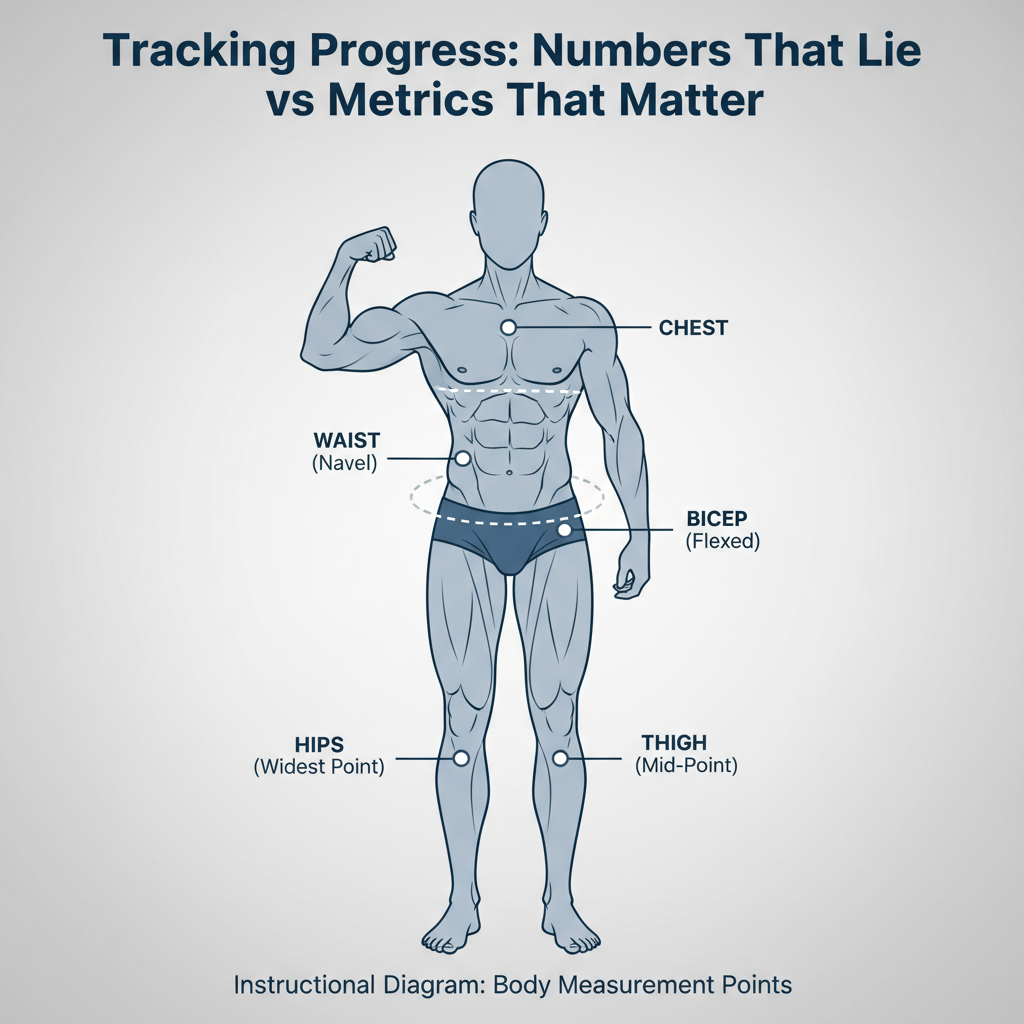 Tracking Progress: Numbers That Lie
vs Metrics That Matter
CHEST
WAIST
(Navel)
BICEP
(Flexed)
HIPS
(Widest Point)
THIGH
(Mid-Point)
Instructional Diagram: Body Measurement Points